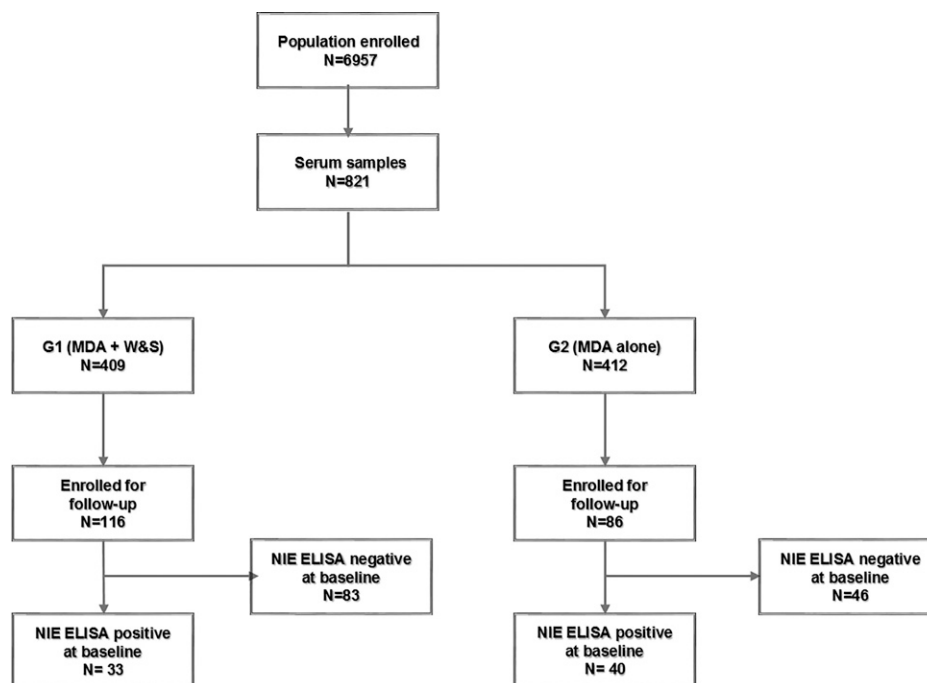 Population enrolled
N=6957
Serum samples
N=821
G1 (MDA + W&S)
N=409
G2 (MDA alone)
N=412
Enrolled for
follow-up
N=116
Enrolled for
follow-up
N=86
NIE ELISA negative
at baseline
N=83
NIE ELISA negative
at baseline
N=46
NIE ELISA positive
at baseline
N= 33
NIE ELISA positive
at baseline
N= 40